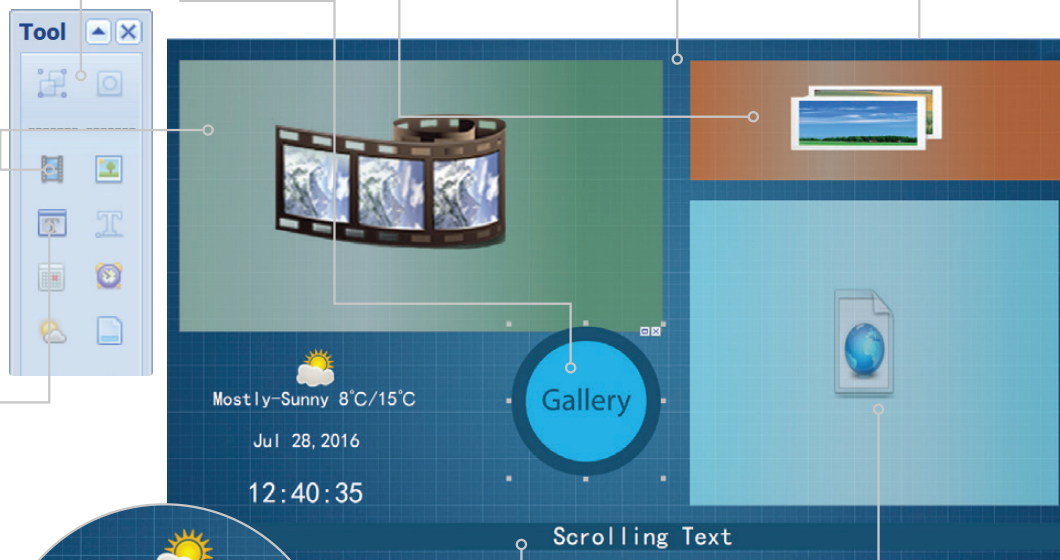 Tool
Gallery
Mostly-Sunny 8°C/15°C
Jul 28,2016
12:40:35
Scrolling Text